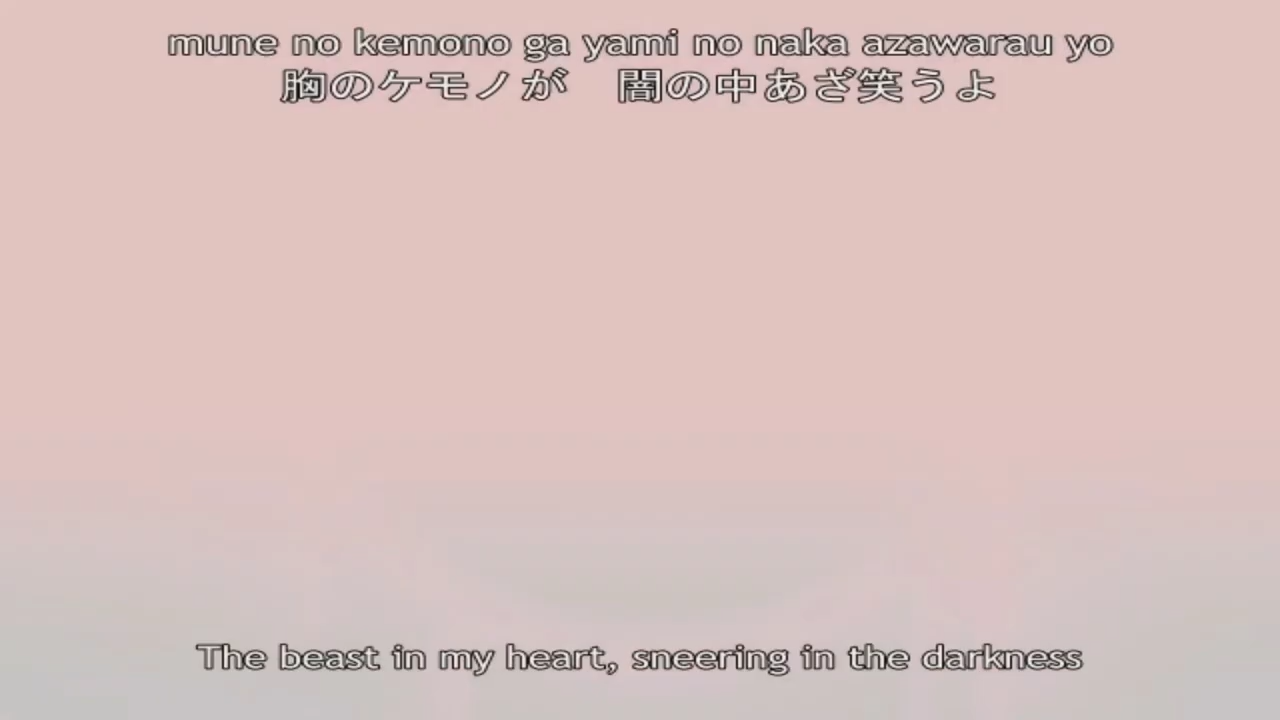 mune no kemono ga yami no naka azawarau yo
胸のケモノが　闇の中あざ笑うよ
The beast in my heart, sneering in the darkness